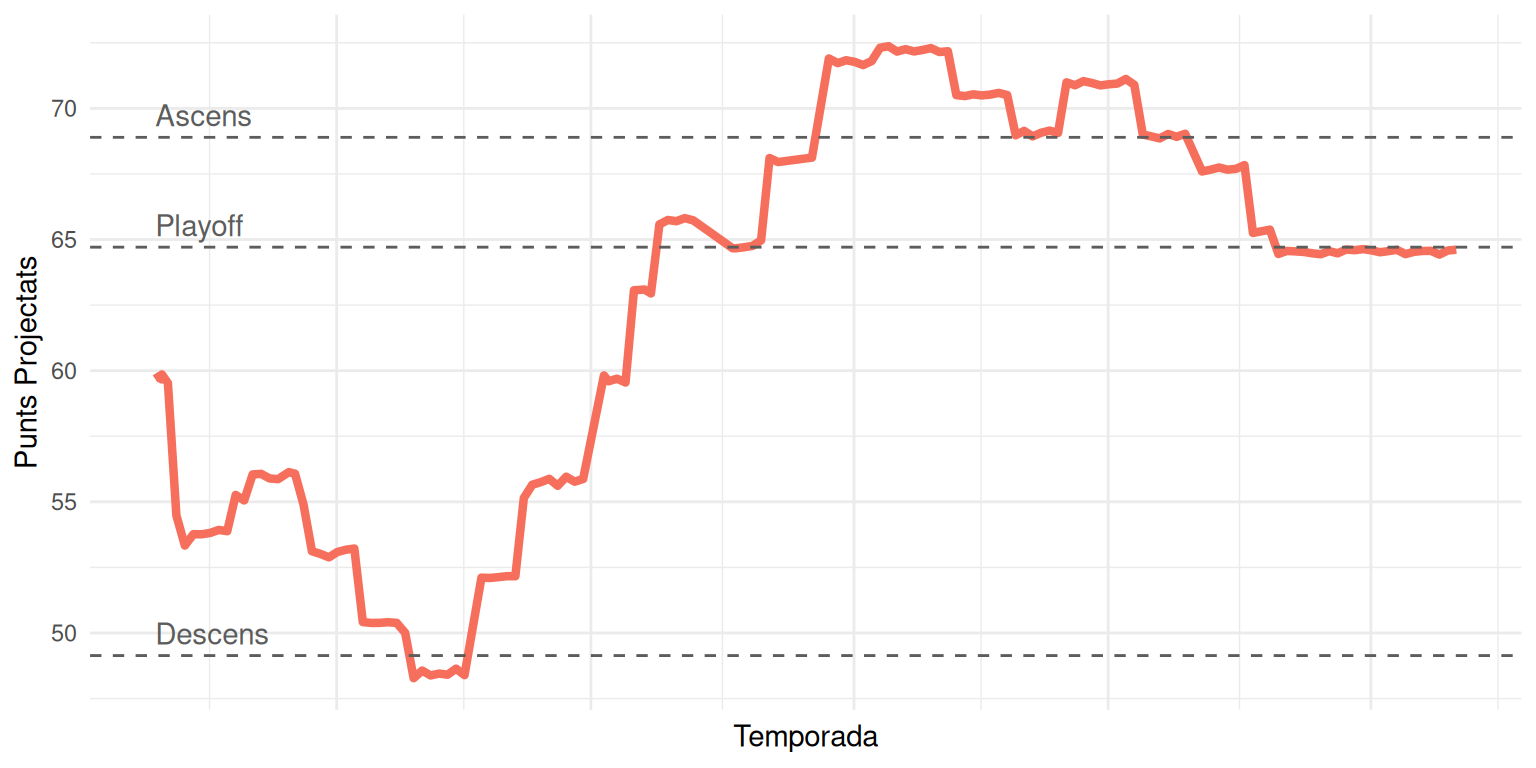 70
65
60
55
50
Ascens
Playoff
Descens
Punts Projectats
Temporada